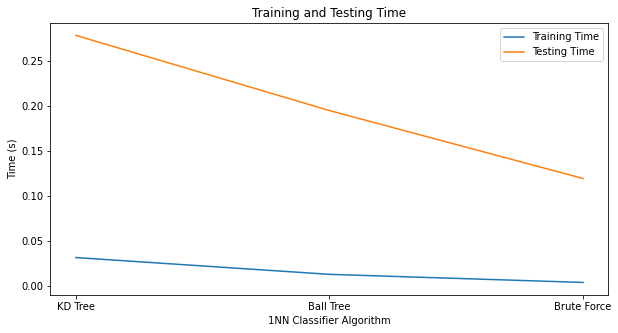 Training and Testing Time
Training Time
Testing Time
0.25
0.20
0.15
0.10
0.05
0.00
Time (s)
KD Tree
Ball Tree
Brute Force
1NN Classifier Algorithm